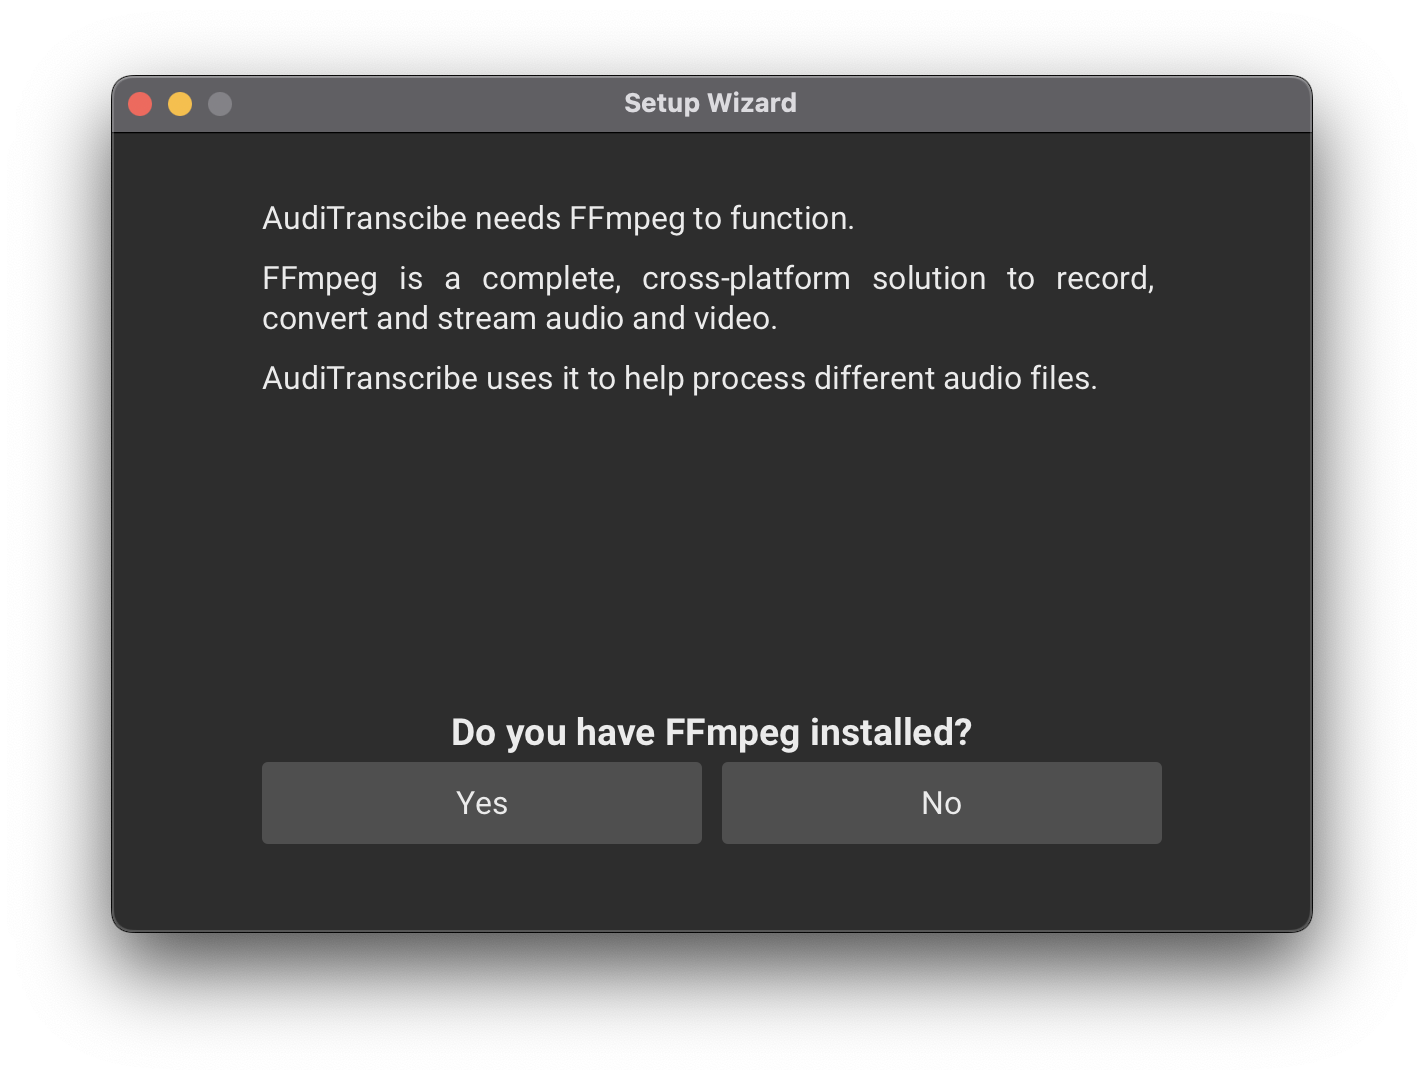 Setup Wizard
AudiTranscibe needs FFmpeg to function.
FFmpeg is a complete, cross-platform solution to record,
convert and stream audio and video.
AudiTranscribe uses it to help process different audio files.
Do you have FFmpeg installed?
Yes No